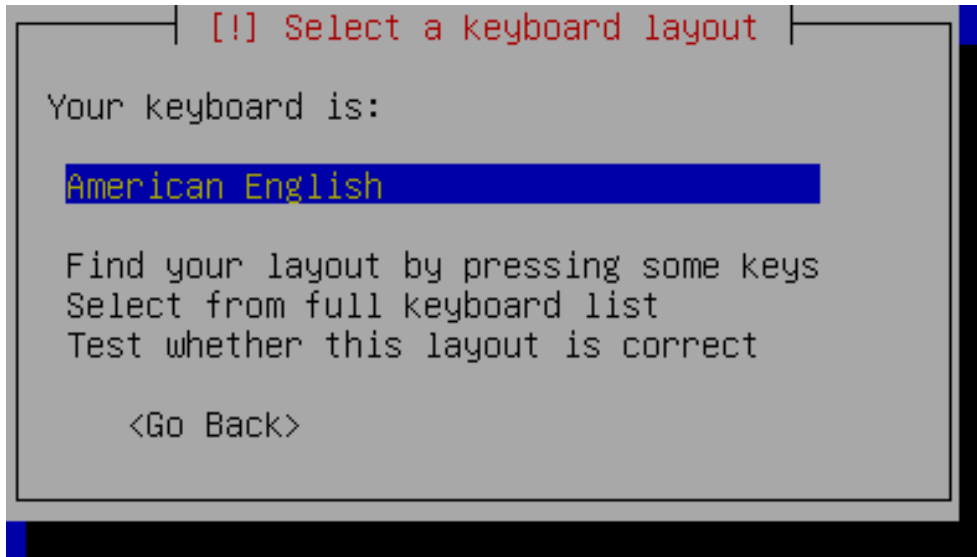 [!] Select a keyboard layout
Your keyboard is:
American English
Find your layout by pressing some keys
Select from full keyboard list
Test whether this layout is correct
<Go Back>